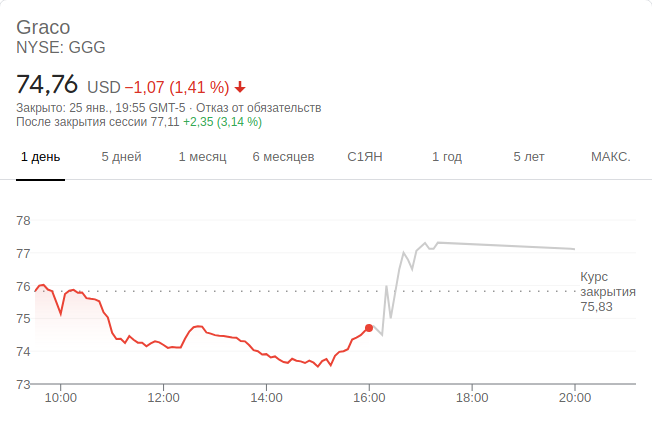 Graco
NYSE: GGG
74,76 USD −1,07 (1,41 %)
Закрыто: 25 янв., 19:55 GMT-5 · Отказ от обязательств
После закрытия сессии 77,11 +2,35 (3,14 %)
1 день 5 дней 1 месяц 6 месяцев С1ЯН 1 год 5 лет МАКС.
78
77
76
75
74
73
Курс
закрытия
75,83
10:00 12:00 14:00 16:00 18:00 20:00